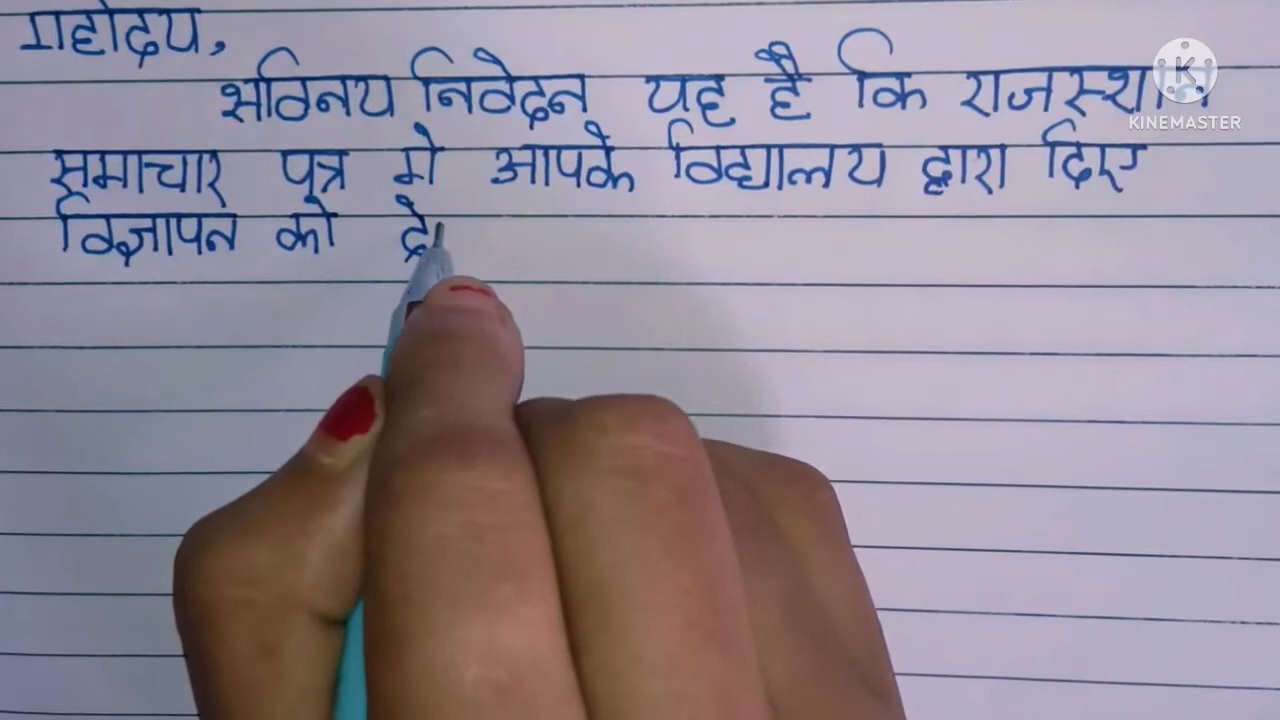 महोदय,
सविनय निवेदन यह है कि राजस्थान
KINEMASTER
समाचार पत्र मे आपके विद्यालय द्वारा दिए
विज्ञापन को दे